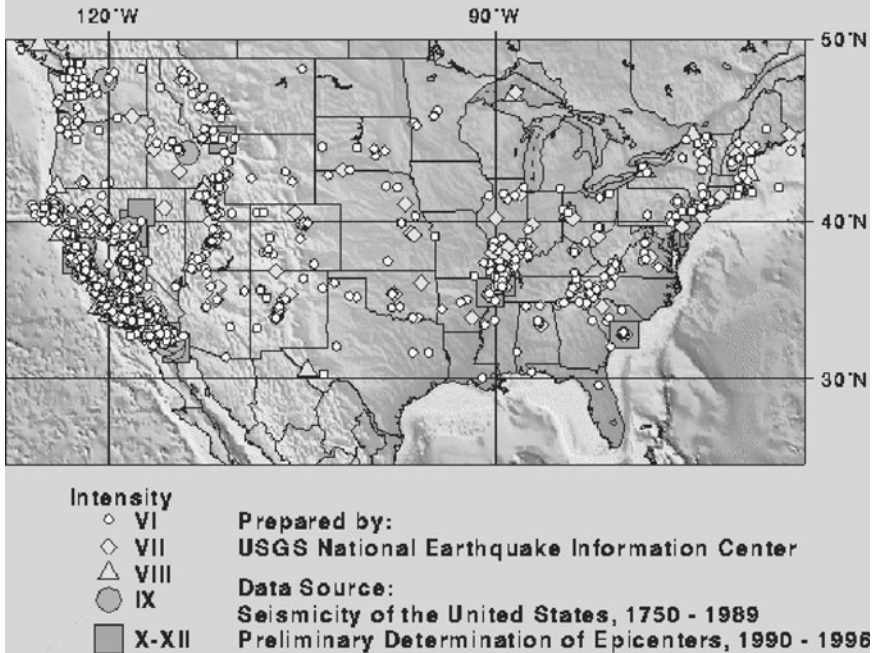 120°W 90°W
50°N
40°N
30°N
Intensity
VI
VII
VIII
IX
X-XII
Prepared by:
USGS National Earthquake Information Center
Data Source:
Seismicity of the United States, 1750 - 1989
Preliminary Determination of Epicenters, 1990 - 1996